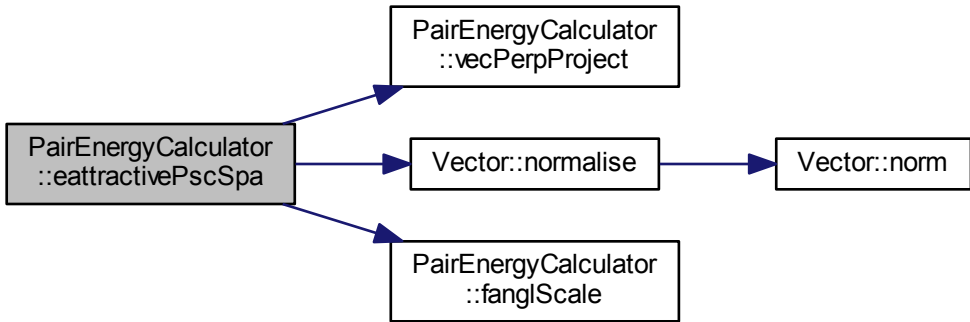 PairEnergyCalculator
::vecPerpProject
PairEnergyCalculator
::eattractivePscSpa
Vector::normalise
Vector::norm
PairEnergyCalculator
::fanglScale